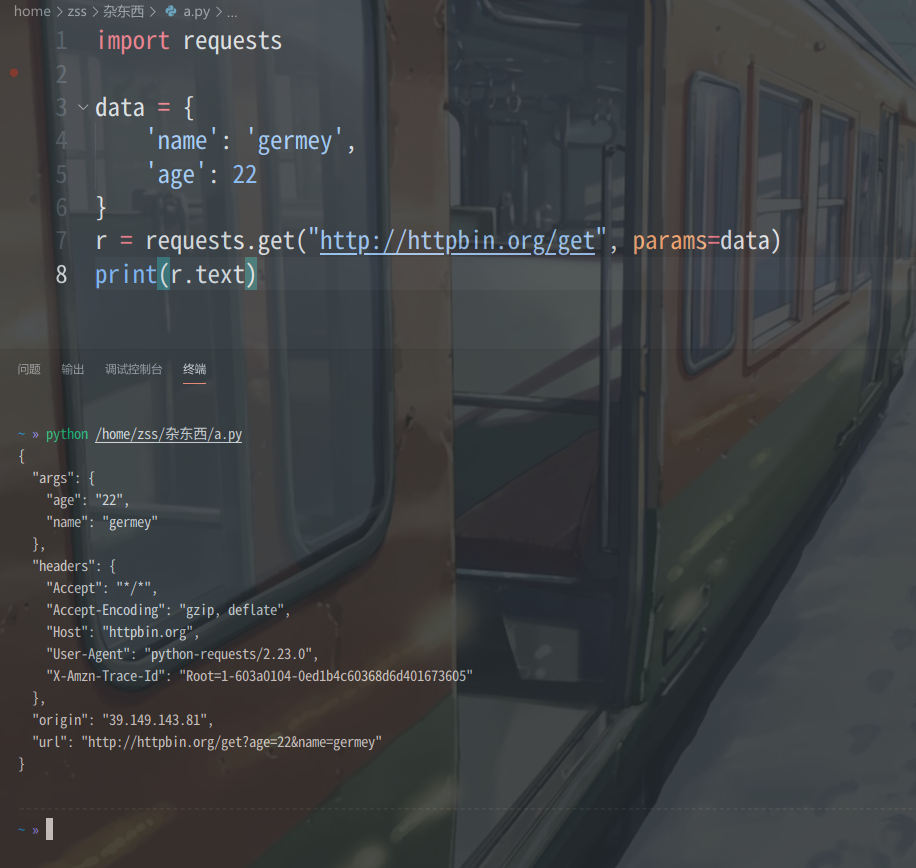 home > zss > 杂东西 > a.py > ...
1 import requests
2
3 data = {
4     'name': 'germey',
5     'age': 22
6 }
7 r = requests.get("http://httpbin.org/get", params=data)
8 print(r.text)
问题 输出 调试控制台 终端
~ » python /home/zss/杂东西/a.py
{
  "args": {
    "age": "22",
    "name": "germey"
  },
  "headers": {
    "Accept": "*/*",
    "Accept-Encoding": "gzip, deflate",
    "Host": "httpbin.org",
    "User-Agent": "python-requests/2.23.0",
    "X-Amzn-Trace-Id": "Root=1-603a0104-0ed1b4c60368d6d401673605"
  },
  "origin": "39.149.143.81",
  "url": "http://httpbin.org/get?age=22&name=germey"
}
~ »